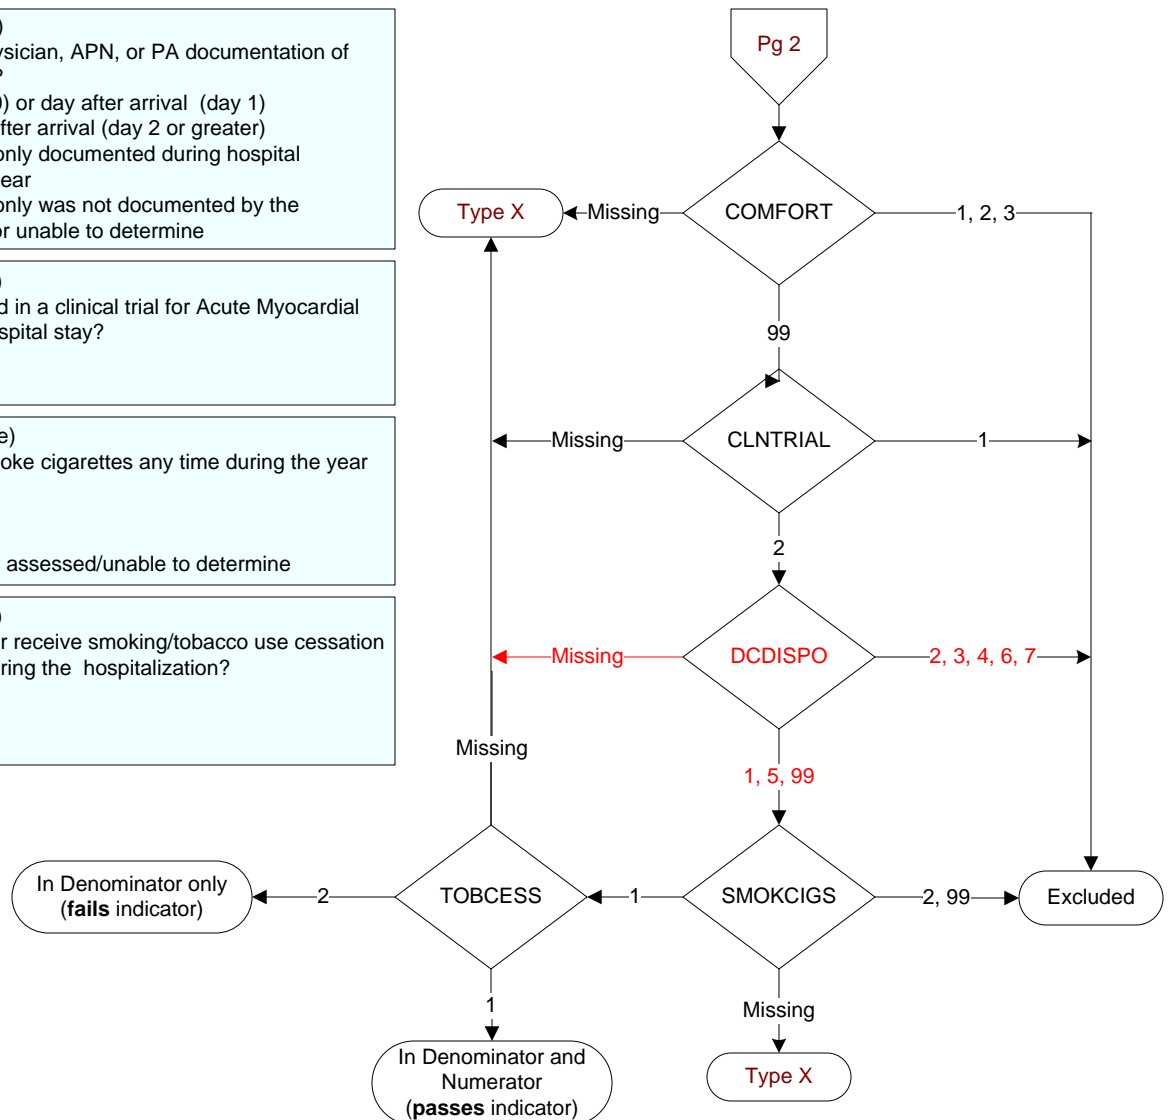 )
ysician, APN, or PA documentation of
?
)) or day after arrival (day 1)
after arrival (day 2 or greater)
only documented during hospital
ear
only was not documented by the
or unable to determine
)
d in a clinical trial for Acute Myocardial
spital stay?
e)
oke cigarettes any time during the year
assessed/unable to determine
)
r receive smoking/tobacco use cessation
ring the hospitalization?
Pg 2
COMFORT
Missing
Type X
1, 2, 3
99
CLNTRIAL
Missing
1
2
DCDISPO
Missing
2, 3, 4, 6, 7
1, 5, 99
Missing
SMOKCIGS
2, 99
Excluded
1
TOBCESS
2
In Denominator only
(fails indicator)
1
In Denominator and
Numerator
(passes indicator)
Missing
Type X